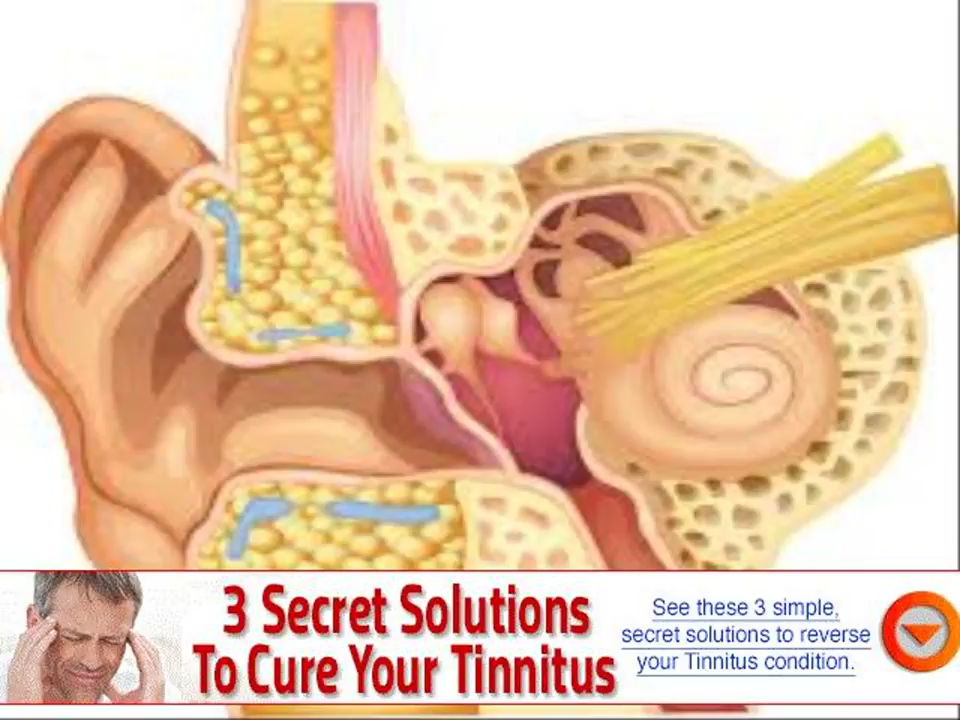 3 Secret Solutions
To Cure Your Tinnitus
See these 3 simple,
secret solutions to reverse
your Tinnitus condition.